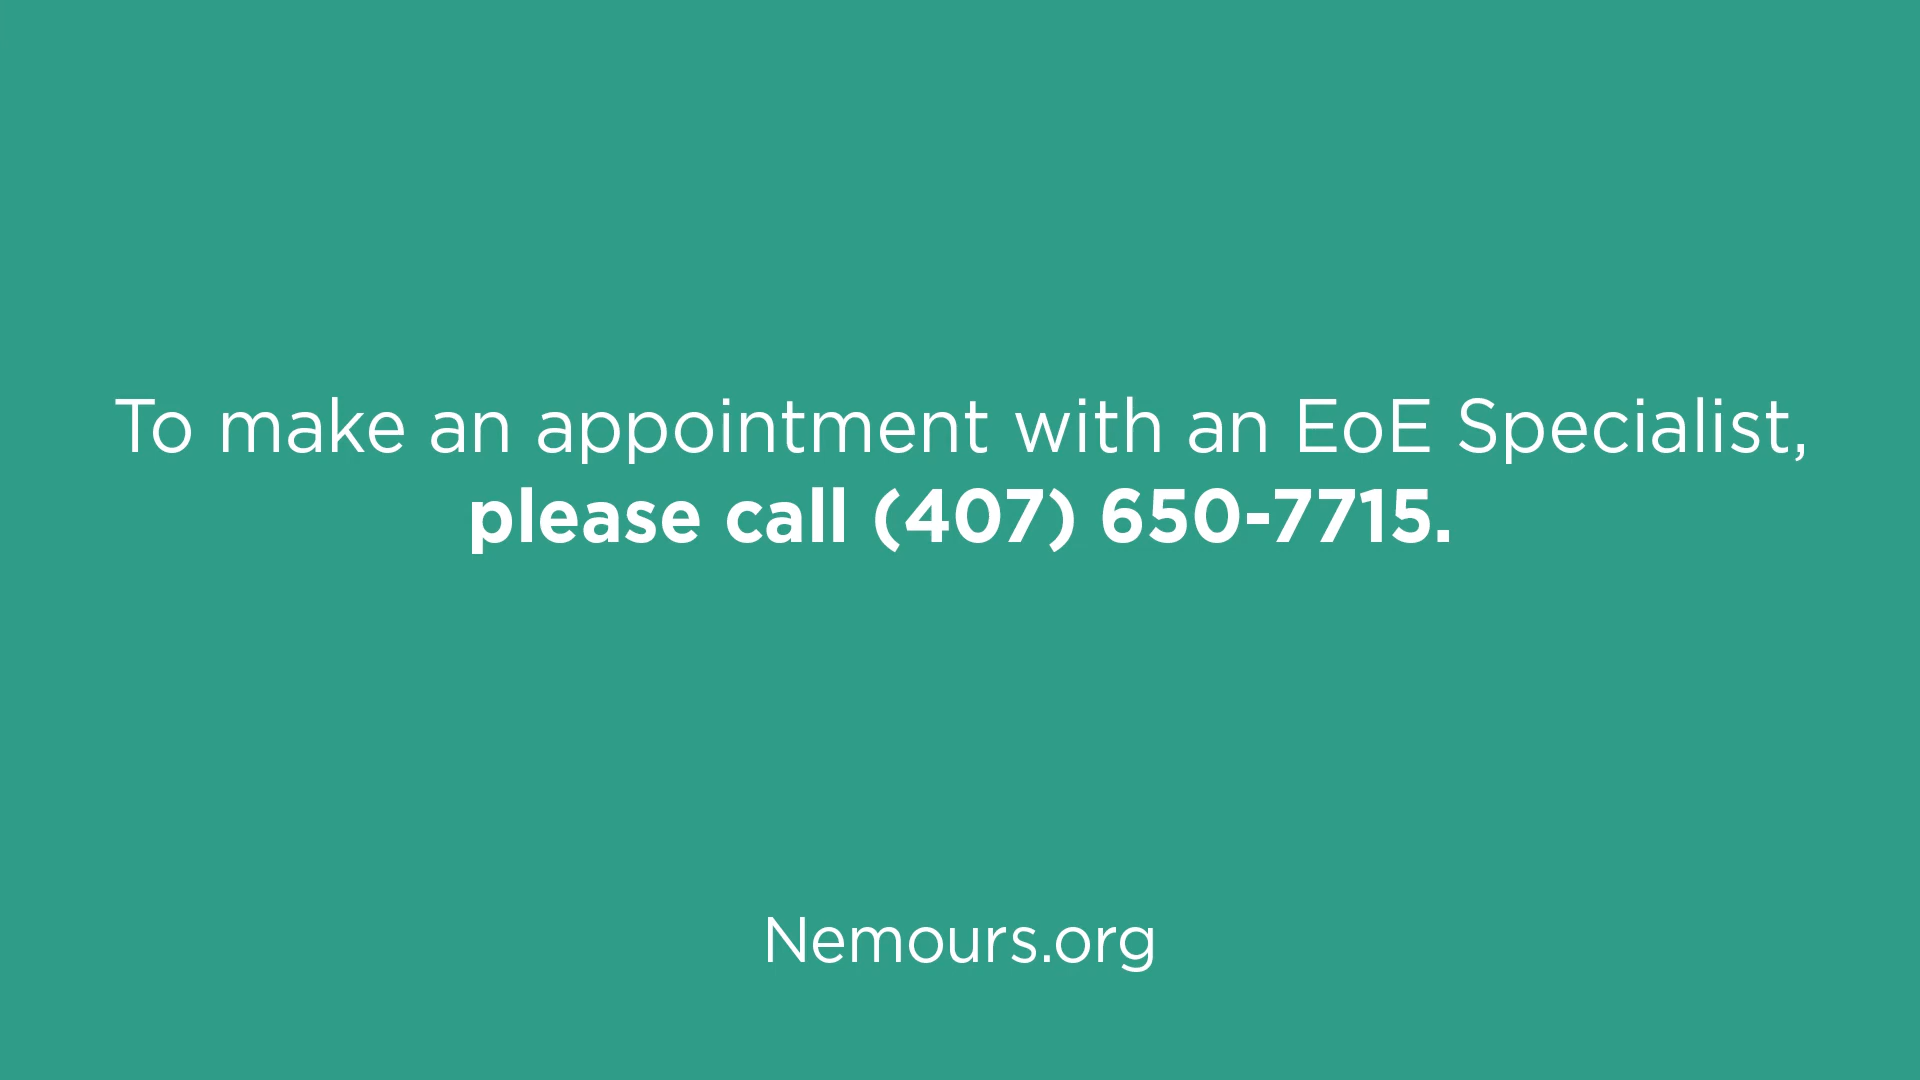 To make an appointment with an EoE Specialist,
please call (407) 650-7715.
Nemours.org